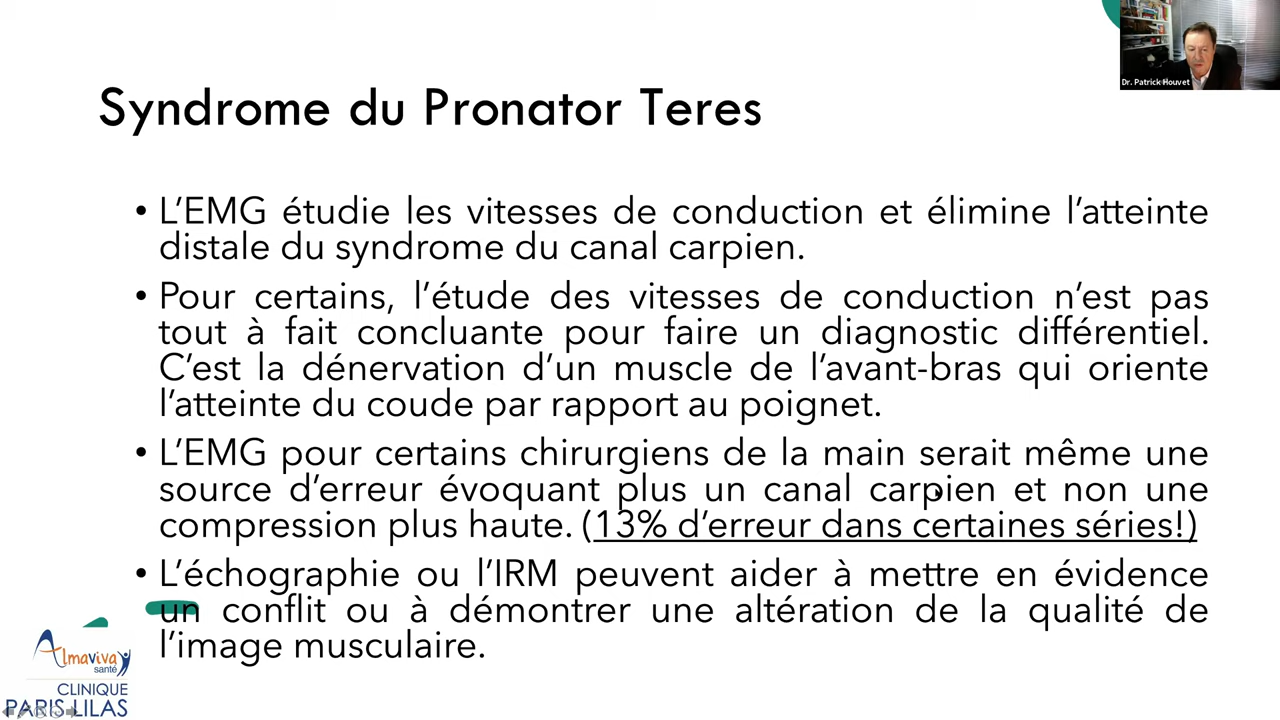 Dr. Patrick Houvet
Syndrome du Pronator Teres
• L’EMG étudie les vitesses de conduction et élimine l’atteinte
distale du syndrome du canal carpien.
• Pour certains, l’étude des vitesses de conduction n’est pas
tout à fait concluante pour faire un diagnostic différentiel.
C’est la dénervation d’un muscle de l’avant-bras qui oriente
l’atteinte du coude par rapport au poignet.
• L’EMG pour certains chirurgiens de la main serait même une
source d’erreur évoquant plus un canal carpien et non une
compression plus haute. (13% d’erreur dans certaines séries!)
• L’échographie ou l’IRM peuvent aider à mettre en évidence
un conflit ou à démontrer une altération de la qualité de
l’image musculaire.
Almaviva
santé
CLINIQUE
PARIS LILAS